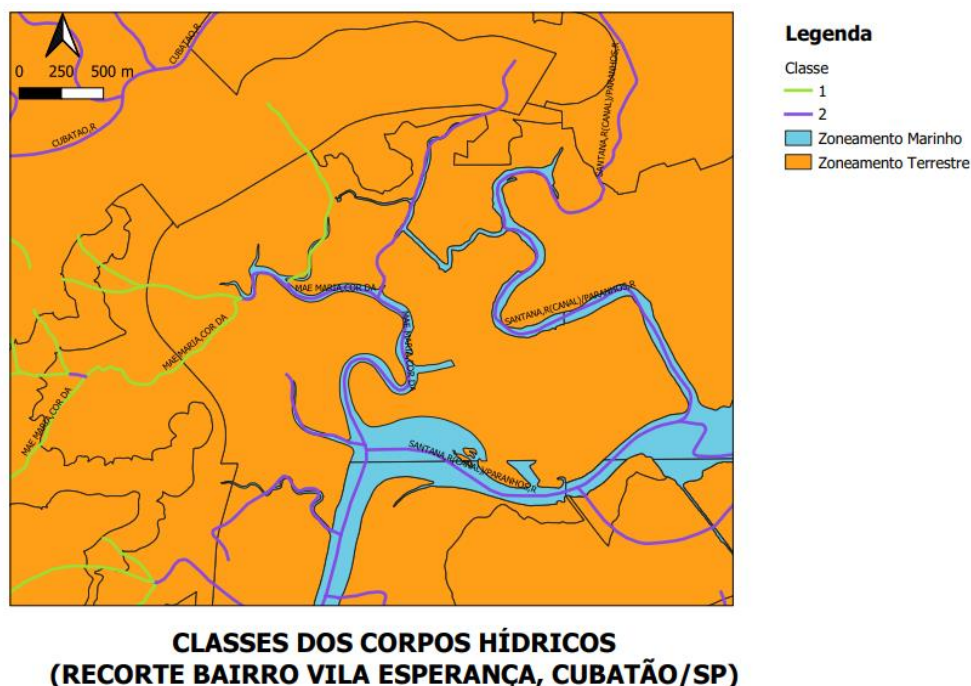 CUBATAO,R
0 250 500 m
CUBATAO,R
SANTANA,R(CANAL)/PARANHOS,R
MAE MARIA,COR DA
SANTANA,R(CANAL)/PARANHOS,R
MAE MARIA,COR DA
MAE MARIA,COR DA
MAE MARIA,COR DA
SANTANA,R(CANAL)/PARANHOS,R
Legenda
Classe
1
2
Zoneamento Marinho
Zoneamento Terrestre
CLASSES DOS CORPOS HÍDRICOS
(RECORTE BAIRRO VILA ESPERANÇA, CUBATÃO/SP)